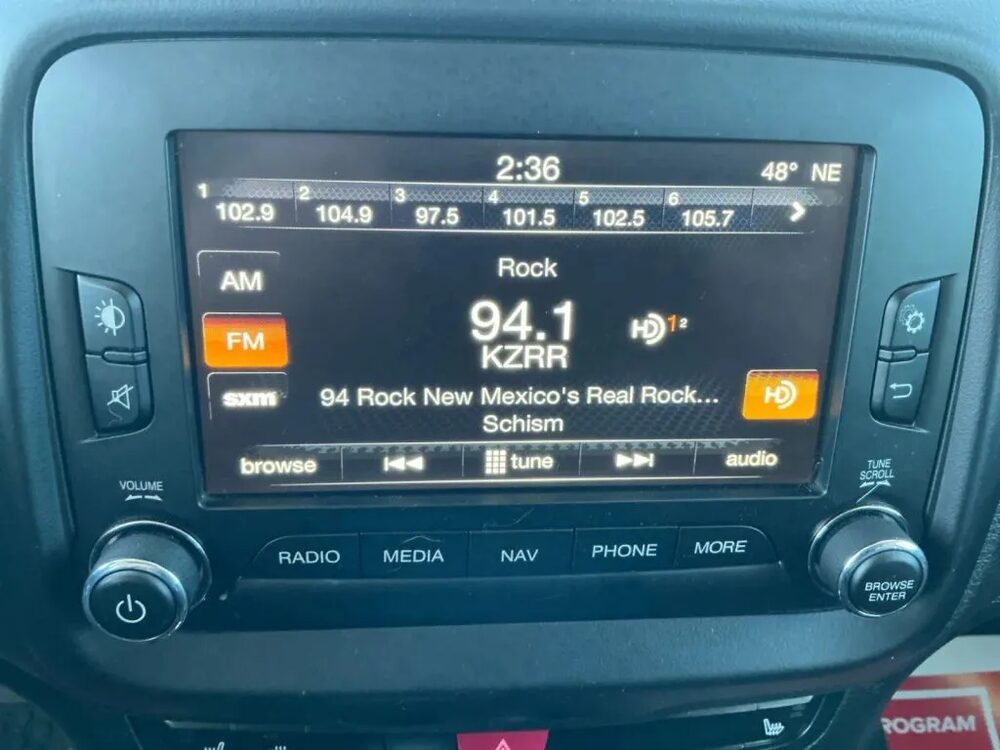 2:36
48° NE
1 102.9 2 104.9 3 97.5 4 101.5 5 102.5 6 105.7
Rock
AM
94.1
HD 1 2
FM
KZRR
sxm
94 Rock New Mexico's Real Rock...
HD
Schism
browse tune audio
VOLUME
TUNE
SCROLL
RADIO MEDIA NAV PHONE MORE
BROWSE
ENTER
ROGRAM